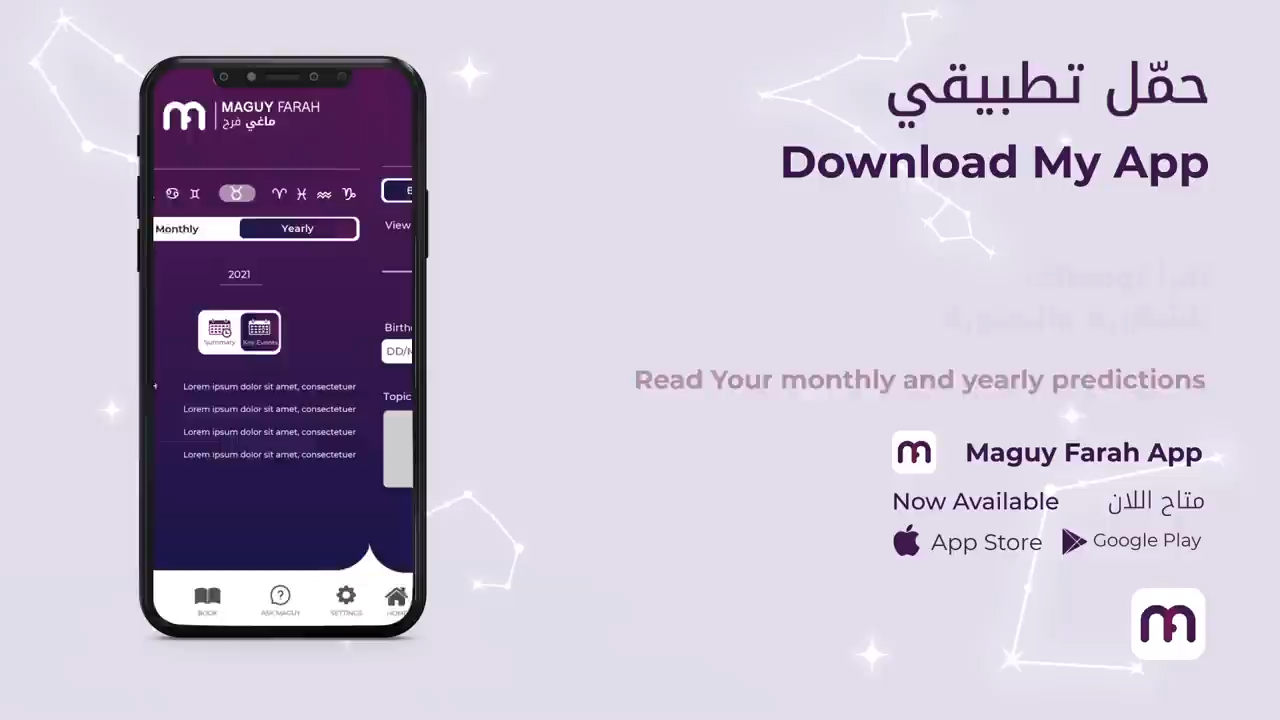 MAGUY FARAH
ماغي فرح
Monthly
Yearly
View
2021
Summary
Key Events
Birth
DD/M
Lorem ipsum dolor sit amet, consectetuer
Lorem ipsum dolor sit amet, consectetuer
Lorem ipsum dolor sit amet, consectetuer
Lorem ipsum dolor sit amet, consectetuer
Topic
BOOK
ASK MAGUY
SETTINGS
HOME
حمّل تطبيقي
Download My App
Read Your monthly and yearly predictions
Maguy Farah App
Now Available
متاح اللان
App Store
Google Play